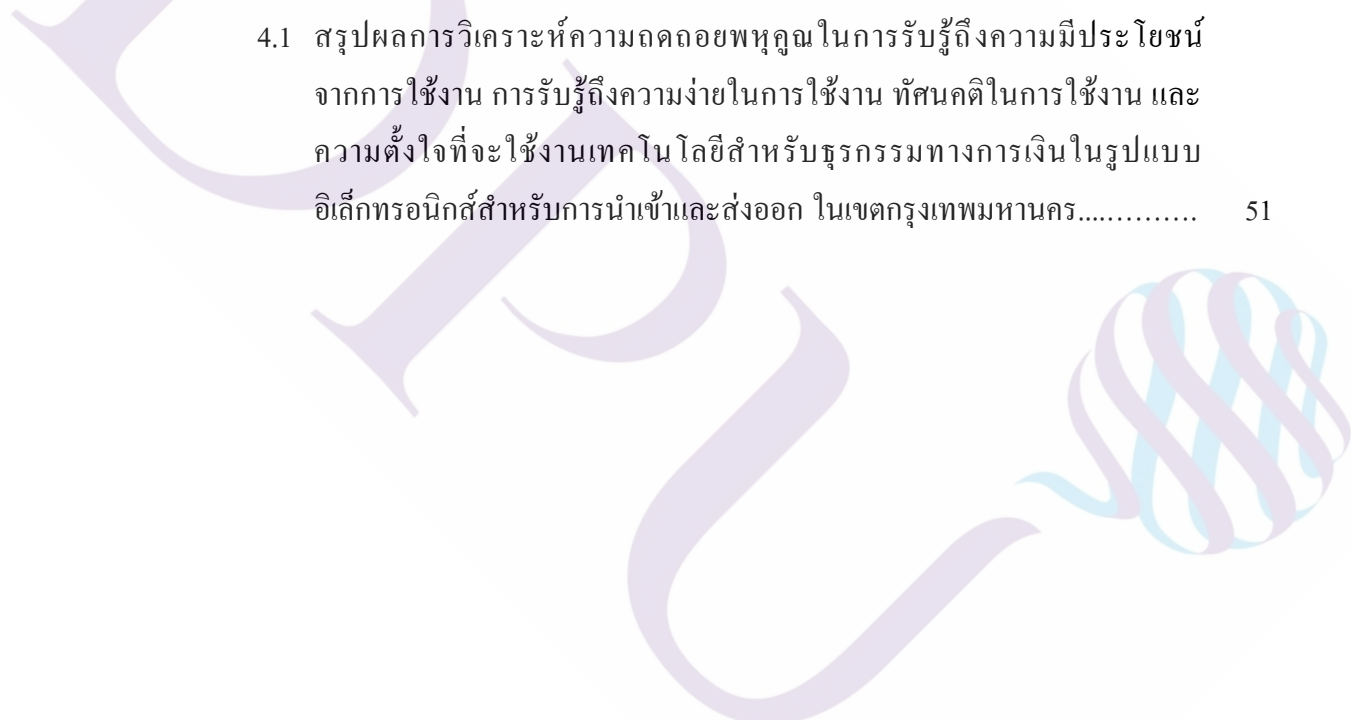 4.1 สรุปผลการวิเคราะห์ความถดถอยพหุคูณในการรับรู้ถึงความมีประโยชน์
จากการใช้งาน การรับรู้ถึงความง่ายในการใช้งาน ทัศนคติในการใช้งาน และ
ความตั้งใจที่จะใช้งานเทคโนโลยีสำหรับธุรกรรมทางการเงินในรูปแบบ
อิเล็กทรอนิกส์สำหรับการนำเข้าและส่งออก ในเขตกรุงเทพมหานคร.............. 51
DPU